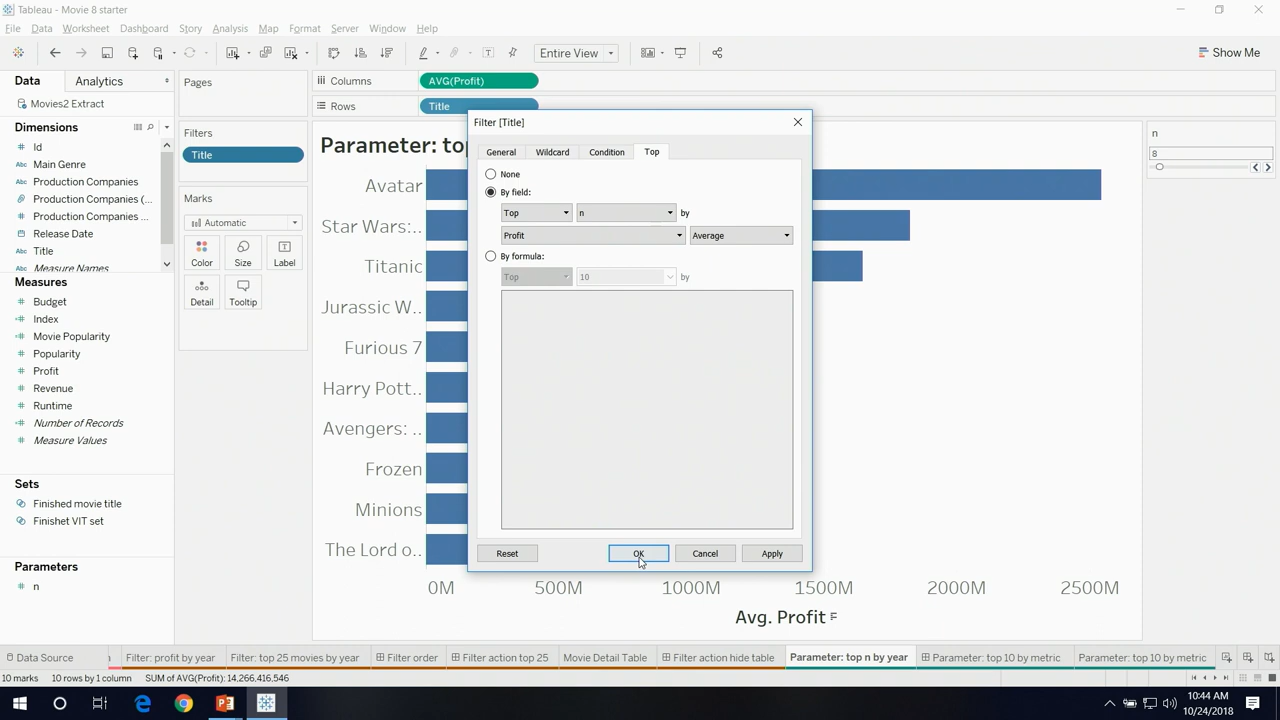 Tableau - Movie 8 starter
File Data Worksheet Dashboard Story Analysis Map Format Server Window Help
Entire View
Show Me
Data Analytics
Pages
Columns AVG(Profit)
Rows Title
Movies2 Extract
Dimensions
Id
Abc Main Genre
Abc Production Companies
Production Companies (...
Abc Production Companies ...
Release Date
Abc Title
Abc Measure Names
Measures
Budget
Index
Movie Popularity
Popularity
Profit
Revenue
Runtime
Number of Records
Measure Values
Sets
Finished movie title
Finishet VIT set
Parameters
n
Filters
Title
Marks
Automatic
Color Size Label
Detail Tooltip
Parameter: top
Avatar
Star Wars:..
Titanic
Jurassic W..
Furious 7
Harry Pott..
Avengers: ..
Frozen
Minions
The Lord o..
0M 500M 1000M 1500M 2000M 2500M
Avg. Profit
Filter [Title]
General Wildcard Condition Top
None
By field:
Top n by
Profit Average
By formula:
Top 10 by
Reset OK Cancel Apply
n
8
Data Source Filter: profit by year Filter: top 25 movies by year Filter order Filter action top 25 Movie Detail Table Filter action hide table Parameter: top n by year Parameter: top 10 by metric Parameter: top 10 by metric
10 marks 10 rows by 1 column SUM of AVG(Profit): 14.266.416.546
10:44 AM
10/24/2018